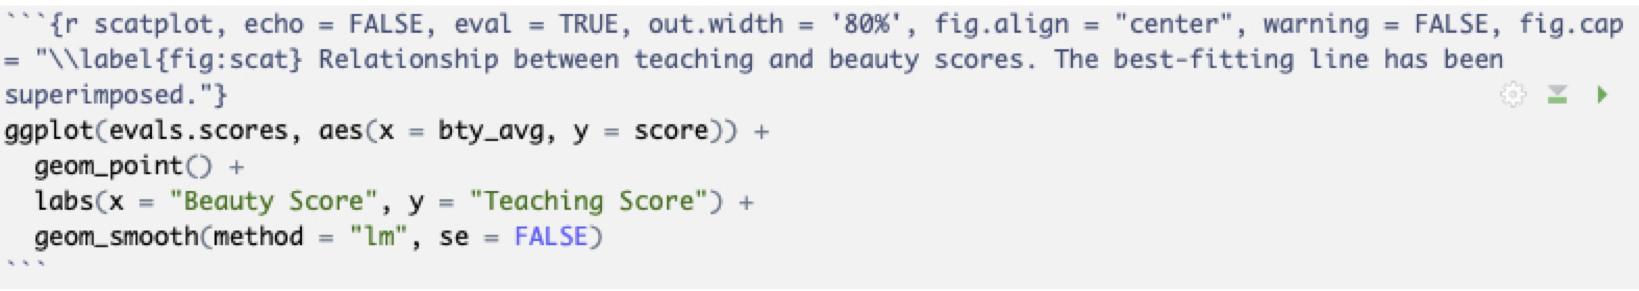 ```{r scatplot, echo = FALSE, eval = TRUE, out.width = '80%', fig.align = "center", warning = FALSE, fig.cap
= "\\label{fig:scat} Relationship between teaching and beauty scores. The best-fitting line has been
superimposed."}
ggplot(evals.scores, aes(x = bty_avg, y = score)) +
  geom_point() +
  labs(x = "Beauty Score", y = "Teaching Score") +
  geom_smooth(method = "lm", se = FALSE)
```